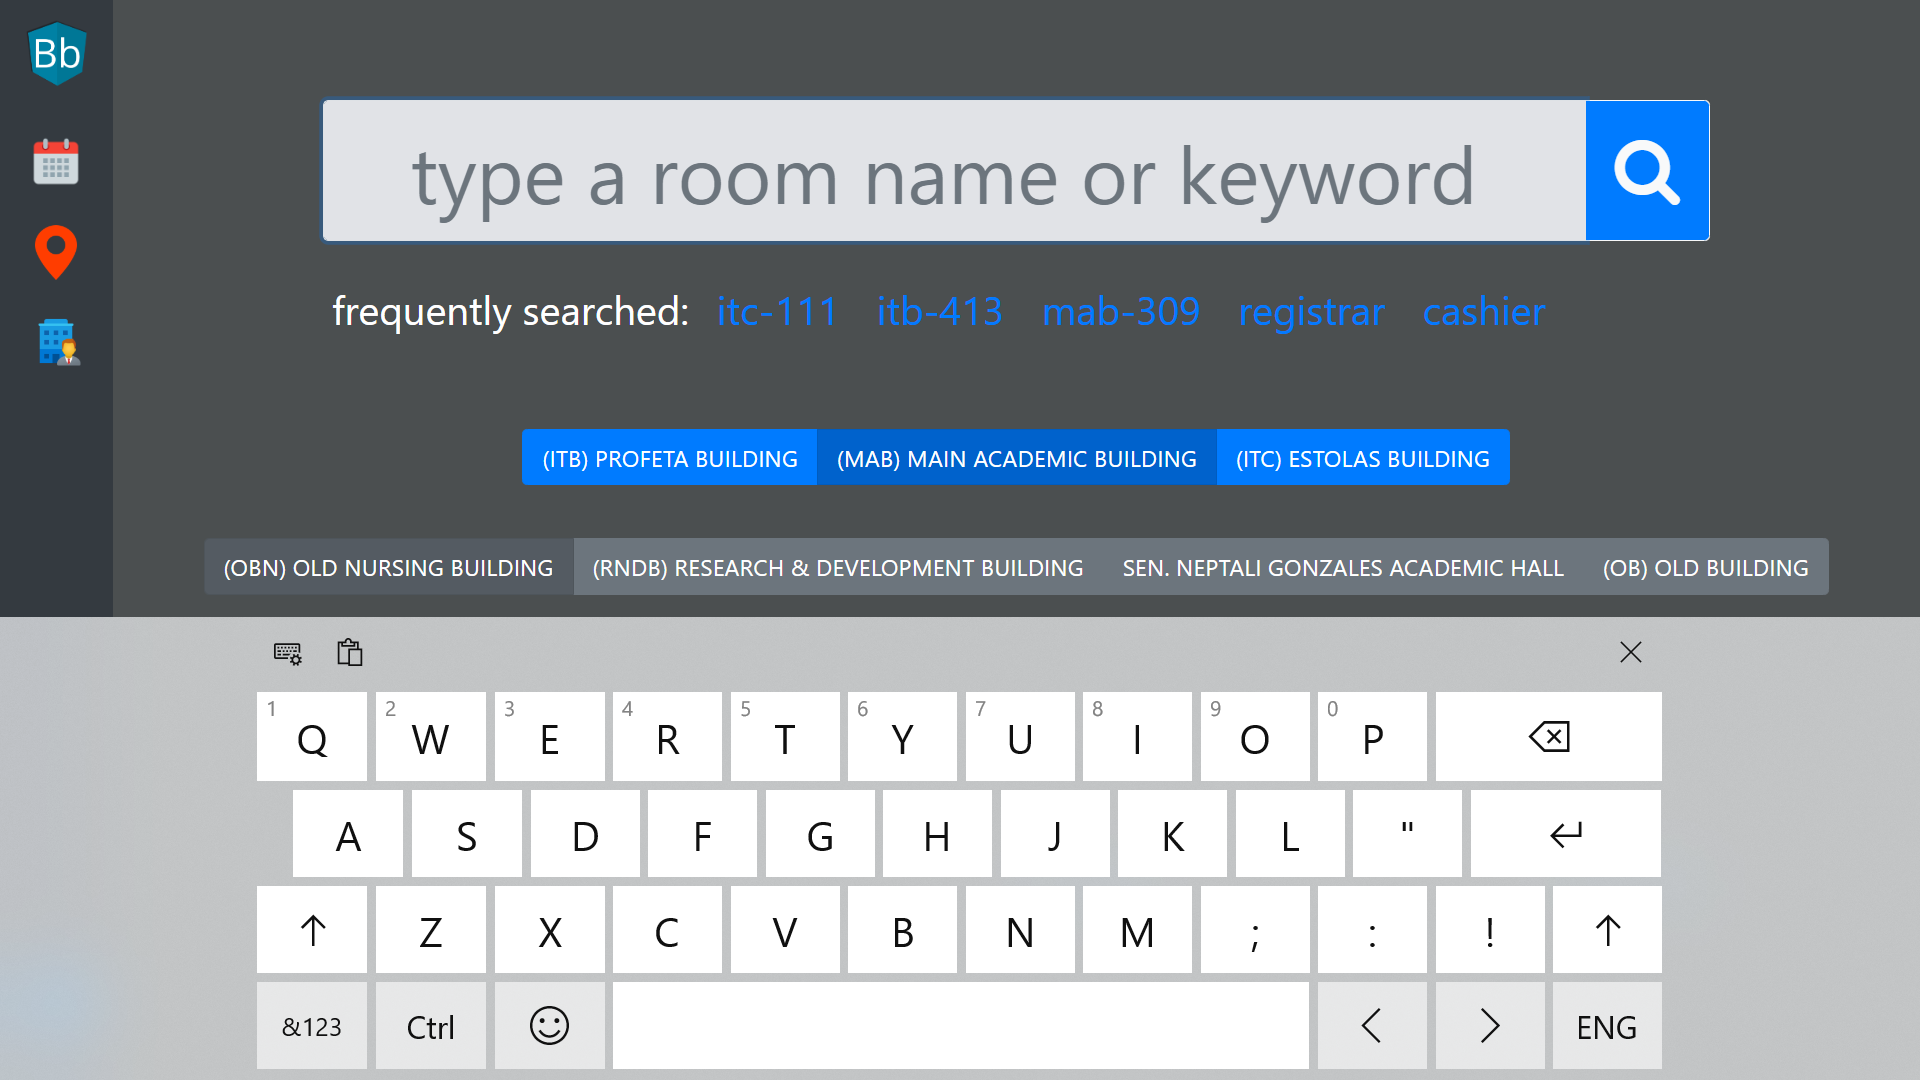 Bb
type a room name or keyword
frequently searched: itc-111 itb-413 mab-309 registrar cashier
(ITB) PROFETA BUILDING (MAB) MAIN ACADEMIC BUILDING (ITC) ESTOLAS BUILDING
(OBN) OLD NURSING BUILDING (RNDB) RESEARCH & DEVELOPMENT BUILDING SEN. NEPTALI GONZALES ACADEMIC HALL (OB) OLD BUILDING
1 2 3 4 5 6 7 8 9 0
Q W E R T Y U I O P
A S D F G H J K L "
Z X C V B N M ; : !
&123 Ctrl ENG